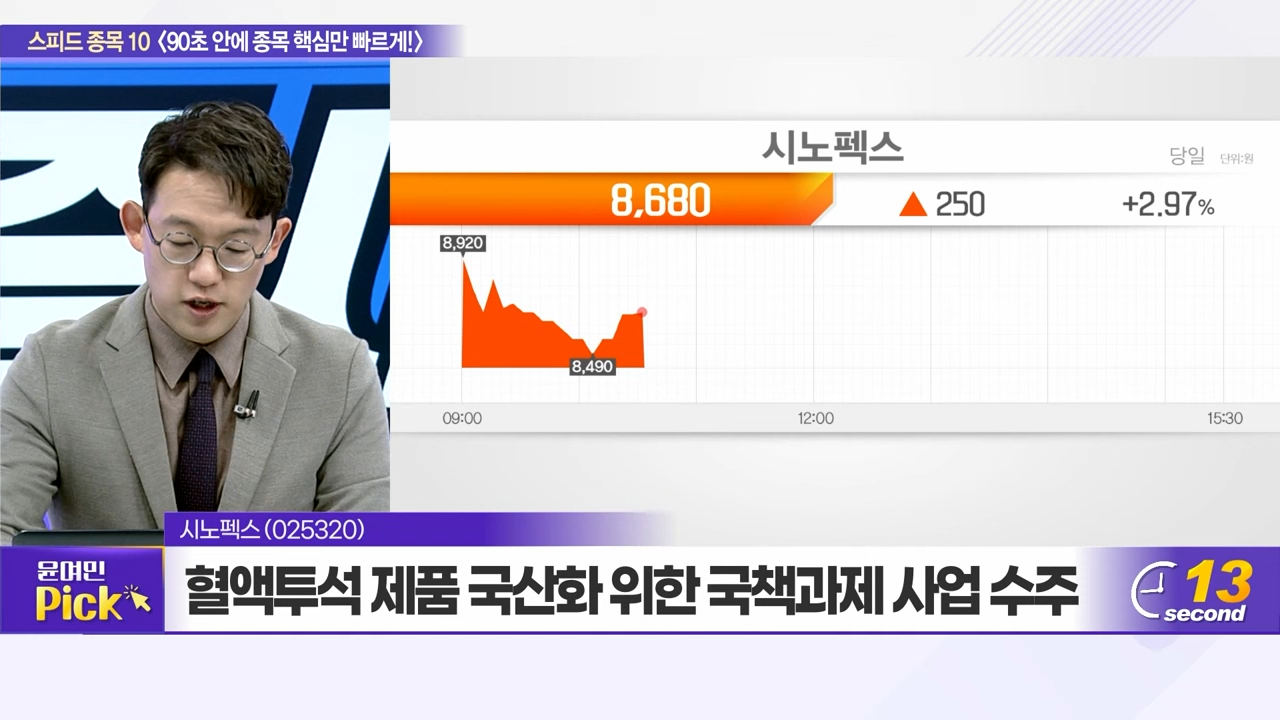 스피드 종목 10 〈90초 안에 종목 핵심만 빠르게!〉
시노펙스
당일 단위:원
8,680 ▲ 250 +2.97%
8,920
8,490
09:00 12:00 15:30
시노펙스(025320)
윤여민
Pick
혈액투석 제품 국산화 위한 국책과제 사업 수주
13
second